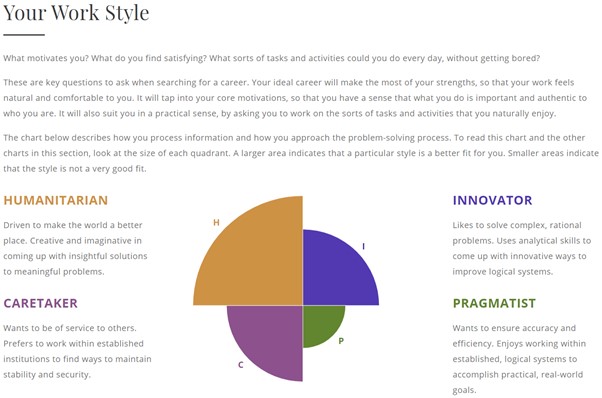 Your Work Style
What motivates you? What do you find satisfying? What sorts of tasks and activities could you do every day, without getting bored?
These are key questions to ask when searching for a career. Your ideal career will make the most of your strengths, so that your work feels
natural and comfortable to you. It will tap into your core motivations, so that you have a sense that what you do is important and authentic to
who you are. It will also suit you in a practical sense, by asking you to work on the sorts of tasks and activities that you naturally enjoy.
The chart below describes how you process information and how you approach the problem-solving process. To read this chart and the other
charts in this section, look at the size of each quadrant. A larger area indicates that a particular style is a better fit for you. Smaller areas indicate
that the style is not a very good fit.
HUMANITARIAN
Driven to make the world a better
place. Creative and imaginative in
coming up with insightful solutions
to meaningful problems.
CARETAKER
Wants to be of service to others.
Prefers to work within established
institutions to find ways to maintain
stability and security.
H
I
C
P
INNOVATOR
Likes to solve complex, rational
problems. Uses analytical skills to
come up with innovative ways to
improve logical systems.
PRAGMATIST
Wants to ensure accuracy and
efficiency. Enjoys working within
established, logical systems to
accomplish practical, real-world
goals.